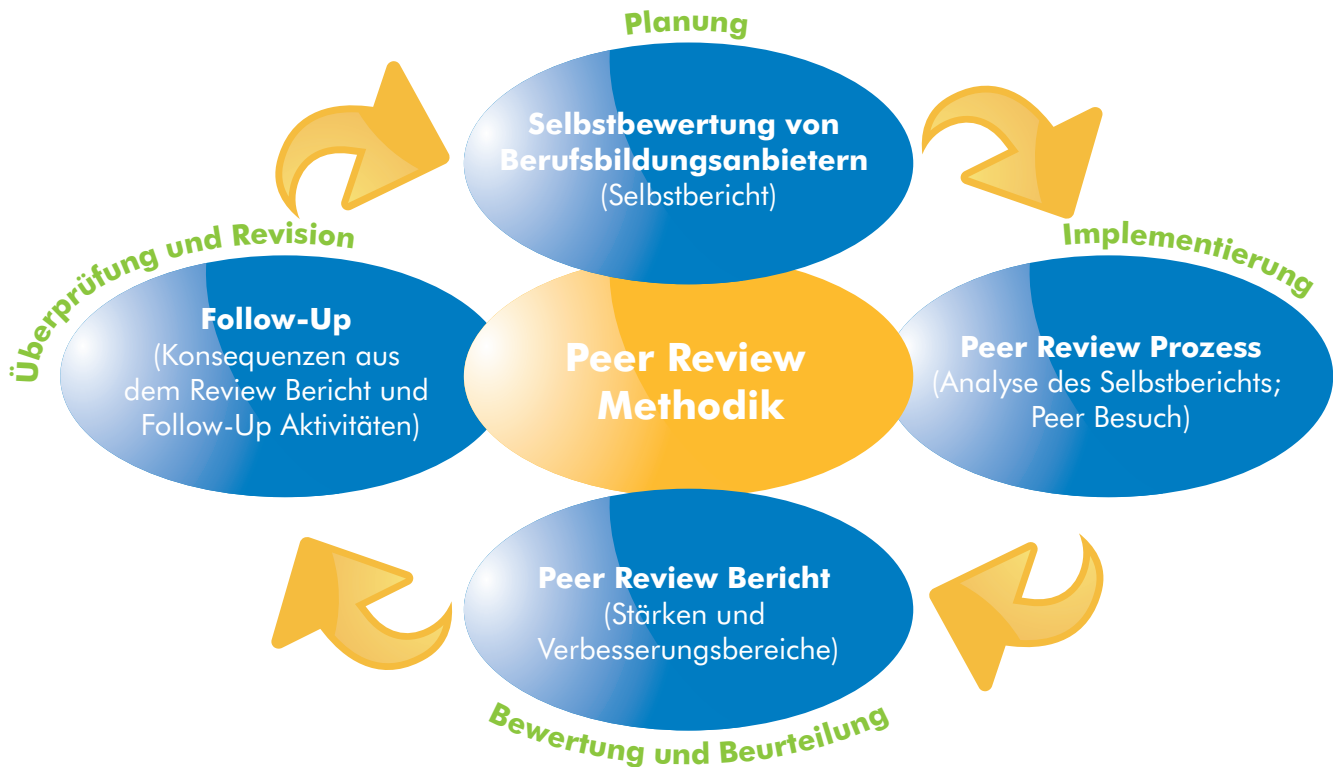 Planung
Selbstbewertung von
Berufsbildungsanbietern
(Selbstbericht)
Implementierung
Peer Review Prozess
(Analyse des Selbstberichts;
Peer Besuch)
Peer Review
Methodik
Überprüfung und Revision
Follow-Up
(Konsequenzen aus
dem Review Bericht und
Follow-Up Aktivitäten)
Peer Review Bericht
(Stärken und
Verbesserungsbereiche)
Bewertung und Beurteilung